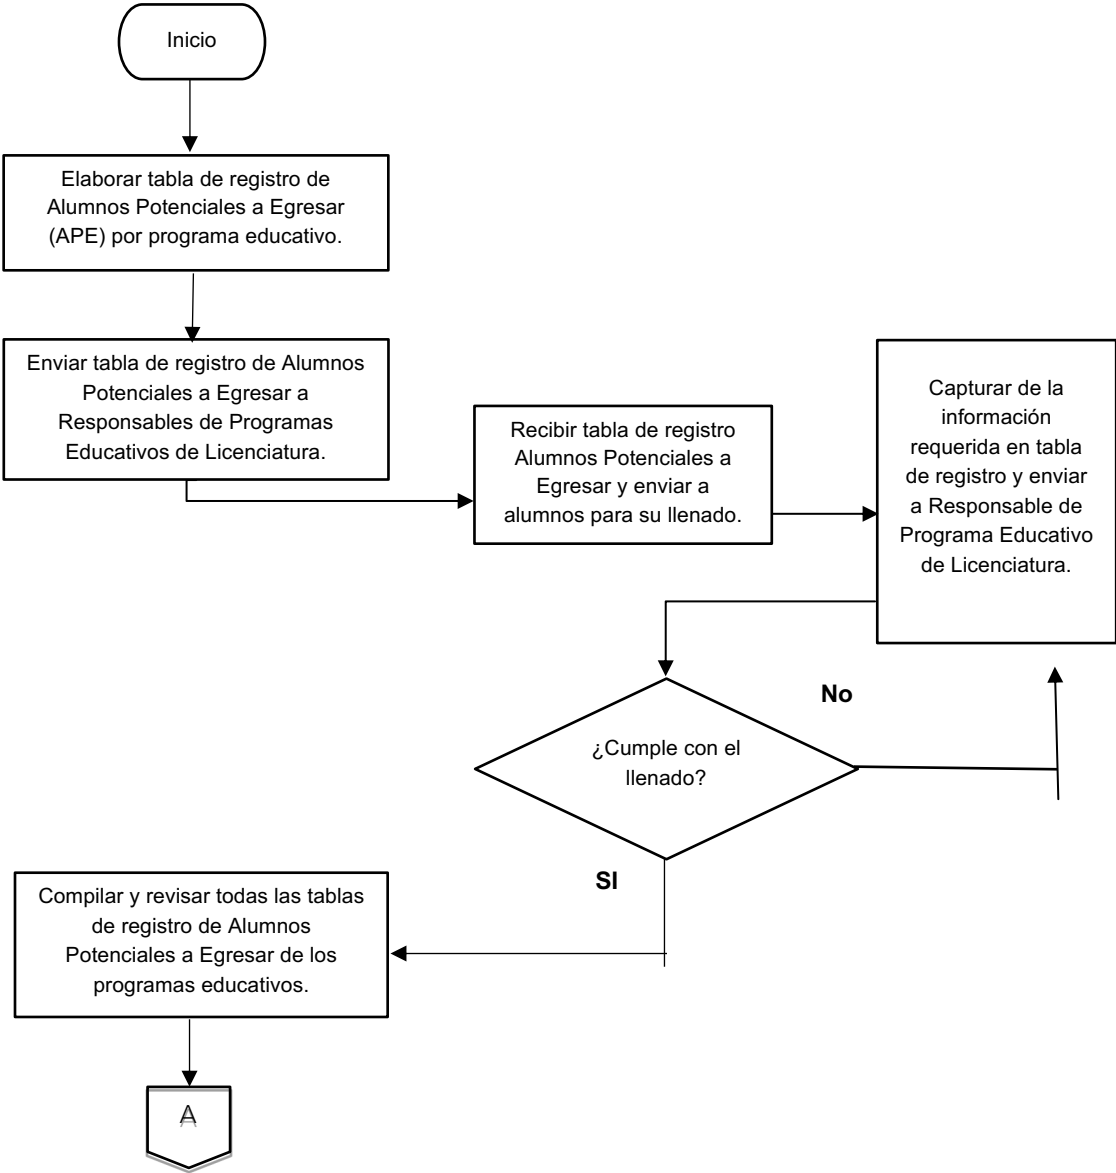 Inicio
Elaborar tabla de registro de
Alumnos Potenciales a Egresar
(APE) por programa educativo.
Enviar tabla de registro de Alumnos
Potenciales a Egresar a
Responsables de Programas
Educativos de Licenciatura.
Recibir tabla de registro
Alumnos Potenciales a
Egresar y enviar a
alumnos para su llenado.
Capturar de la
información
requerida en tabla
de registro y enviar
a Responsable de
Programa Educativo
de Licenciatura.
¿Cumple con el
llenado?
No
SI
Compilar y revisar todas las tablas
de registro de Alumnos
Potenciales a Egresar de los
programas educativos.
A